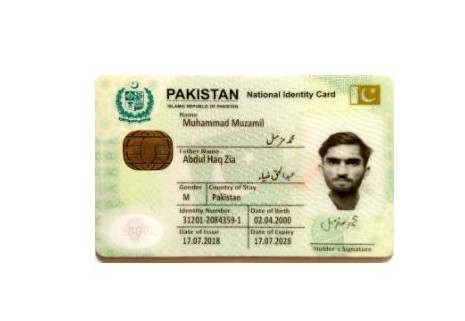 PAKISTAN National Identity Card
ISLAMIC REPUBLIC OF PAKISTAN
Name
Muhammad Muzamil
محمد مزمل
Father Name
Abdul Haq Zia
عبدالحق ضیاء
Gender Country of Stay
M Pakistan
Identity Number Date of Birth
31201-2084359-1 02.04.2000
Date of Issue Date of Expiry
17.07.2018 17.07.2028
Holder's Signature